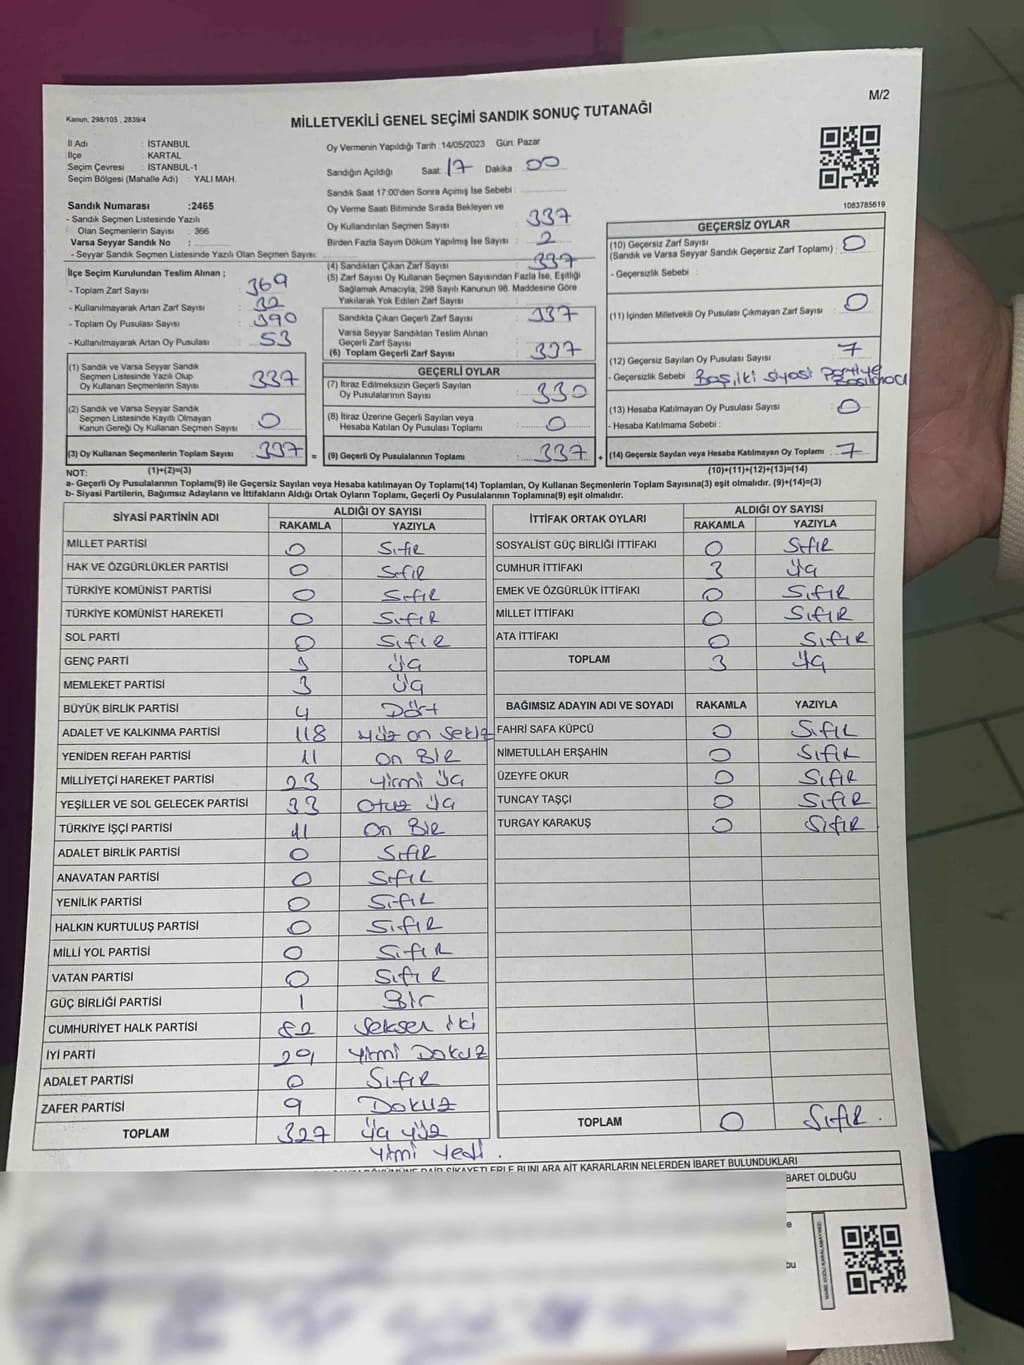 M/2
Kanun: 298/105 , 2839/4
MİLLETVEKİLİ GENEL SEÇİMİ SANDIK SONUÇ TUTANAĞI
İl Adı : İSTANBUL
İlçe : KARTAL
Seçim Çevresi : İSTANBUL-1
Seçim Bölgesi (Mahalle Adı) : YALI MAH.
Sandık Numarası :2465
- Sandık Seçmen Listesinde Yazılı
Olan Seçmenlerin Sayısı : 366
Varsa Seyyar Sandık No :
- Seyyar Sandık Seçmen Listesinde Yazılı Olan Seçmen Sayısı:
Oy Vermenin Yapıldığı Tarih :14/05/2023 Gün: Pazar
Sandığın Açıldığı Saat: 17 Dakika : 00
Sandık Saat 17:00'den Sonra Açılmış İse Sebebi :
Oy Verme Saati Bitiminde Sırada Bekleyen ve
Oy Kullandırılan Seçmen Sayısı : 337
Birden Fazla Sayım Döküm Yapılmış İse Sayısı : 2
1083785619
İlçe Seçim Kurulundan Teslim Alınan ;
- Toplam Zarf Sayısı : 369
- Kullanılmayarak Artan Zarf Sayısı : 32
- Toplam Oy Pusulası Sayısı : 390
- Kullanılmayarak Artan Oy Pusulası : 53
(4) Sandıktan Çıkan Zarf Sayısı : 337
(5) Zarf Sayısı Oy Kullanan Seçmen Sayısından Fazla İse, Eşitliği
Sağlamak Amacıyla, 298 Sayılı Kanunun 98. Maddesine Göre
Yakılarak Yok Edilen Zarf Sayısı :
Sandıkta Çıkan Geçerli Zarf Sayısı : 337
Varsa Seyyar Sandıktan Teslim Alınan
Geçerli Zarf Sayısı :
(6) Toplam Geçerli Zarf Sayısı : 337
GEÇERSİZ OYLAR
(10) Geçersiz Zarf Sayısı : 0
(Sandık ve Varsa Seyyar Sandık Geçersiz Zarf Toplamı)
- Geçersizlik Sebebi :
(11) İçinden Milletvekili Oy Pusulası Çıkmayan Zarf Sayısı : 0
(12) Geçersiz Sayılan Oy Pusulası Sayısı : 7
- Geçersizlik Sebebi : Baş,iki siyasi Partiye
(13) Hesaba Katılmayan Oy Pusulası Sayısı : 0
- Hesaba Katılmama Sebebi :
(14) Geçersiz Sayılan veya Hesaba Katılmayan Oy Toplamı : 7
(1) Sandık ve Varsa Seyyar Sandık
Seçmen Listesinde Yazılı Olup
Oy Kullanan Seçmenlerin Sayısı : 337
(2) Sandık ve Varsa Seyyar Sandık
Seçmen Listesinde Kayıtlı Olmayan
Kanun Gereği Oy Kullanan Seçmen Sayısı : 0
(3) Oy Kullanan Seçmenlerin Toplam Sayısı : 337
GEÇERLİ OYLAR
(7) İtiraz Edilmeksizin Geçerli Sayılan
Oy Pusulalarının Sayısı : 330
(8) İtiraz Üzerine Geçerli Sayılan veya
Hesaba Katılan Oy Pusulası Toplamı : 0
= (9) Geçerli Oy Pusulalarının Toplamı : 337 +
NOT: (1)+(2)=(3) (10)+(11)+(12)+(13)=(14)
a- Geçerli Oy Pusulalarının Toplamı(9) ile Geçersiz Sayılan veya Hesaba katılmayan Oy Toplamı(14) Toplamları, Oy Kullanan Seçmenlerin Toplam Sayısına(3) eşit olmalıdır. (9)+(14)=(3)
b- Siyasi Partilerin, Bağımsız Adayların ve İttifakların Aldığı Ortak Oyların Toplamı, Geçerli Oy Pusulalarının Toplamına(9) eşit olmalıdır.
SİYASİ PARTİNİN ADI ALDIĞI OY SAYISI
RAKAMLA YAZIYLA
MİLLET PARTİSİ 0 Sıfır
HAK VE ÖZGÜRLÜKLER PARTİSİ 0 Sıfır
TÜRKİYE KOMÜNİST PARTİSİ 0 Sıfır
TÜRKİYE KOMÜNİST HAREKETİ 0 Sıfır
SOL PARTİ 0 Sıfır
GENÇ PARTİ 3 Üç
MEMLEKET PARTİSİ 3 Üç
BÜYÜK BİRLİK PARTİSİ 4 Dört
ADALET VE KALKINMA PARTİSİ 118 Yüz on sekiz
YENİDEN REFAH PARTİSİ 11 on Bir
MİLLİYETÇİ HAREKET PARTİSİ 23 Yirmi üç
YEŞİLLER VE SOL GELECEK PARTİSİ 33 Otuz üç
TÜRKİYE İŞÇİ PARTİSİ 11 on Bir
ADALET BİRLİK PARTİSİ 0 Sıfır
ANAVATAN PARTİSİ 0 Sıfır
YENİLİK PARTİSİ 0 Sıfır
HALKIN KURTULUŞ PARTİSİ 0 Sıfır
MİLLİ YOL PARTİSİ 0 Sıfır
VATAN PARTİSİ 0 Sıfır
GÜÇ BİRLİĞİ PARTİSİ 1 Bir
CUMHURİYET HALK PARTİSİ 82 Seksen iki
İYİ PARTİ 29 Yirmi Dokuz
ADALET PARTİSİ 0 Sıfır
ZAFER PARTİSİ 9 Dokuz
TOPLAM 327 Üç yüz
yirmi yedi.
İTTİFAK ORTAK OYLARI ALDIĞI OY SAYISI
RAKAMLA YAZIYLA
SOSYALİST GÜÇ BİRLİĞİ İTTİFAKI 0 Sıfır
CUMHUR İTTİFAKI 3 Üç
EMEK VE ÖZGÜRLÜK İTTİFAKI 0 Sıfır
MİLLET İTTİFAKI 0 Sıfır
ATA İTTİFAKI 0 Sıfır
TOPLAM 3 Üç
BAĞIMSIZ ADAYIN ADI VE SOYADI RAKAMLA YAZIYLA
FAHRİ SAFA KÜPCÜ 0 Sıfır
NİMETULLAH ERŞAHİN 0 Sıfır
ÜZEYFE OKUR 0 Sıfır
TUNCAY TAŞÇI 0 Sıfır
TURGAY KARAKUŞ 0 Sıfır
TOPLAM 0 Sıfır.
DAİR ŞİKAYETLERLE BUNLARA AİT KARARLARIN NELERDEN İBARET BULUNDUKLARI
İBARET OLDUĞU